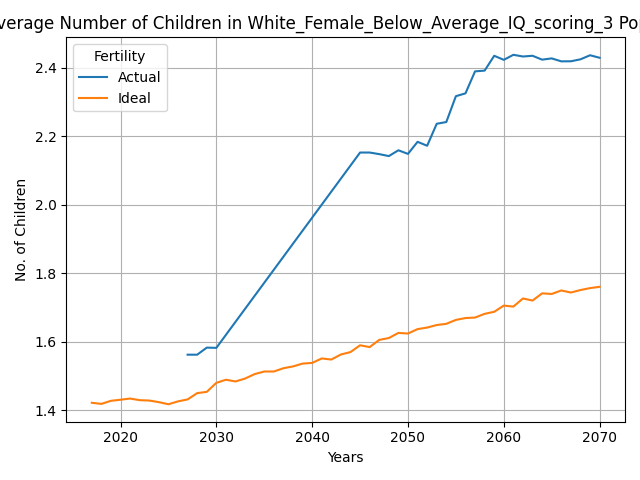 verage Number of Children in White_Female_Below_Average_IQ_scoring_3 Pop
Fertility
Actual
Ideal
No. of Children
2.4
2.2
2.0
1.8
1.6
1.4
2020 2030 2040 2050 2060 2070
Years